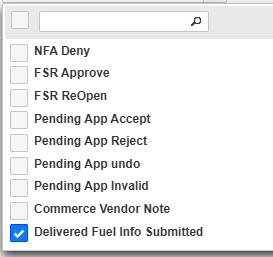 NFA Deny
FSR Approve
FSR ReOpen
Pending App Accept
Pending App Reject
Pending App undo
Pending App Invalid
Commerce Vendor Note
Delivered Fuel Info Submitted